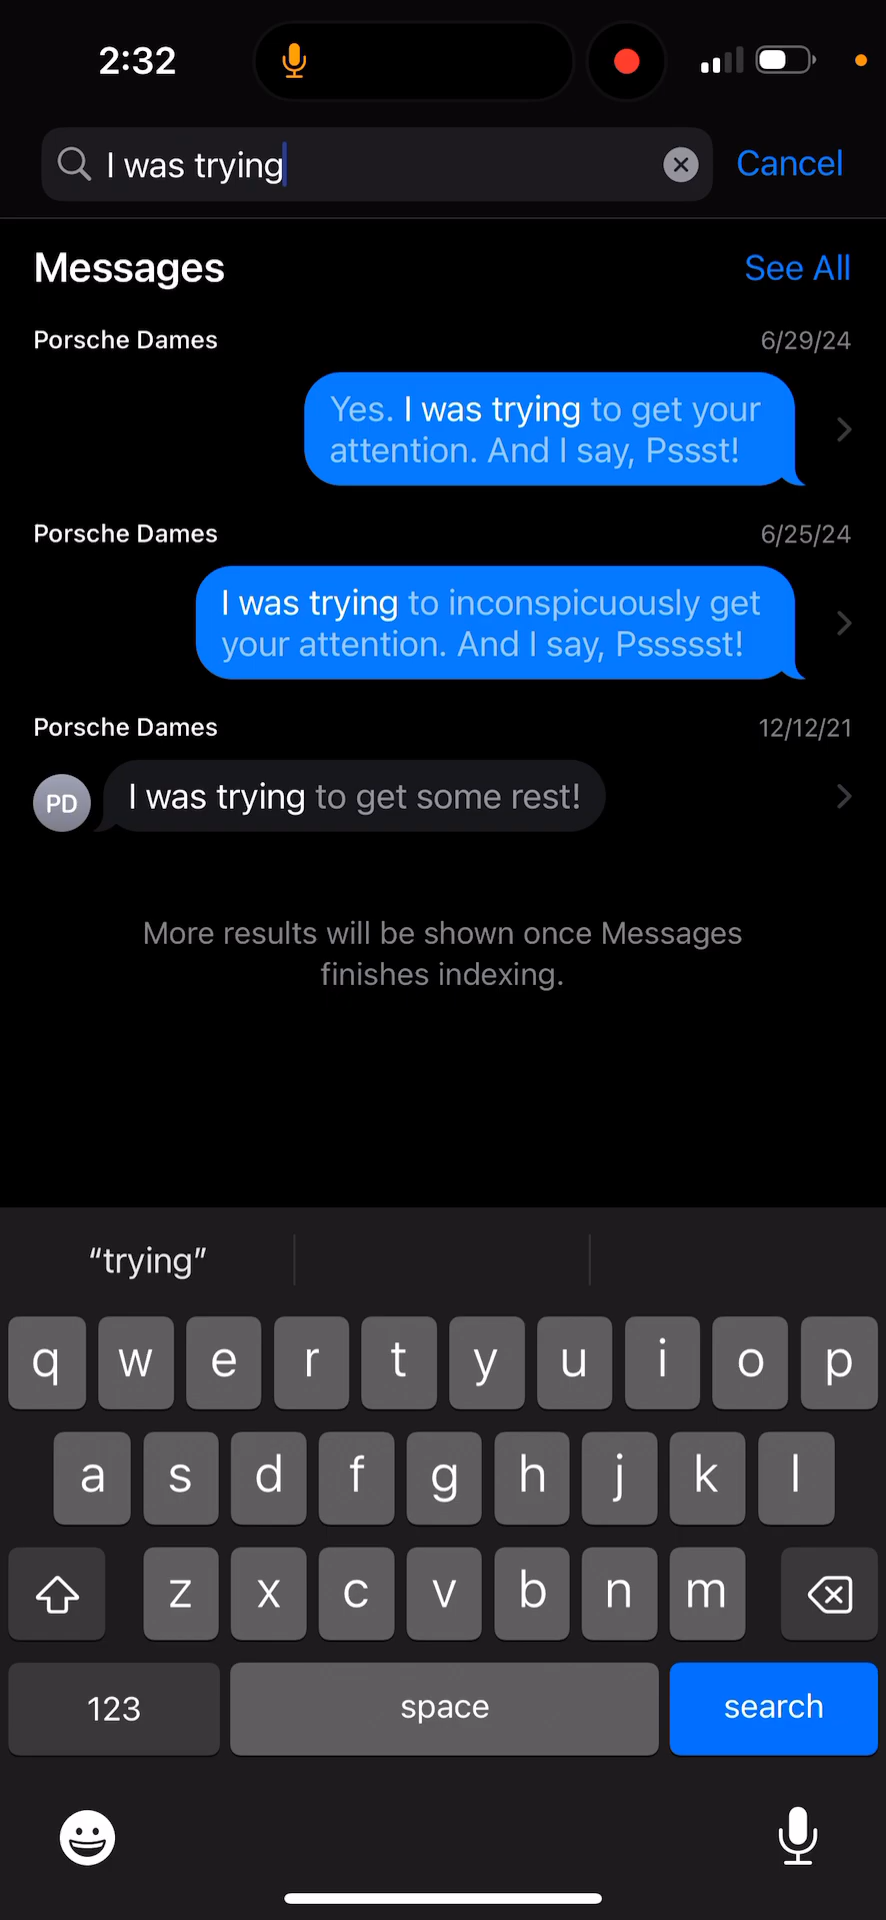 2:32
I was trying
Cancel
Messages
See All
Porsche Dames
6/29/24
Yes. I was trying to get your
attention. And I say, Pssst!
Porsche Dames
6/25/24
I was trying to inconspicuously get
your attention. And I say, Psssssst!
Porsche Dames
12/12/21
PD
I was trying to get some rest!
More results will be shown once Messages
finishes indexing.
“trying”
q w e r t y u i o p
a s d f g h j k l
z x c v b n m
123 space search